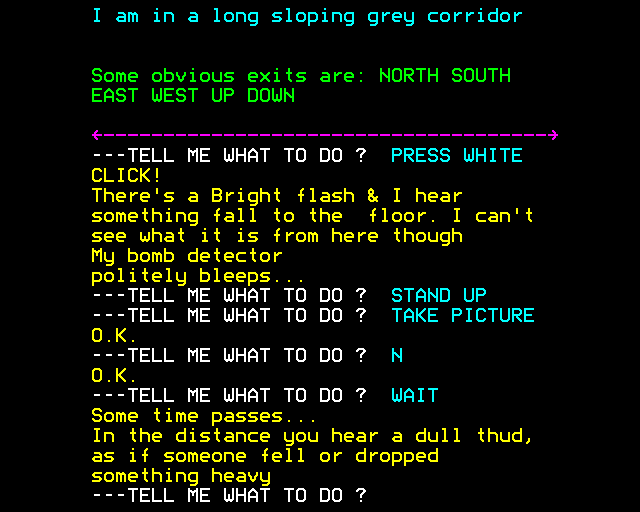 I am in a long sloping grey corridor
Some obvious exits are: NORTH SOUTH
EAST WEST UP DOWN
---TELL ME WHAT TO DO ? PRESS WHITE
CLICK!
There's a Bright flash & I hear
something fall to the floor. I can't
see what it is from here though
My bomb detector
politely bleeps...
---TELL ME WHAT TO DO ? STAND UP
---TELL ME WHAT TO DO ? TAKE PICTURE
O.K.
---TELL ME WHAT TO DO ? N
O.K.
---TELL ME WHAT TO DO ? WAIT
Some time passes...
In the distance you hear a dull thud,
as if someone fell or dropped
something heavy
---TELL ME WHAT TO DO ?